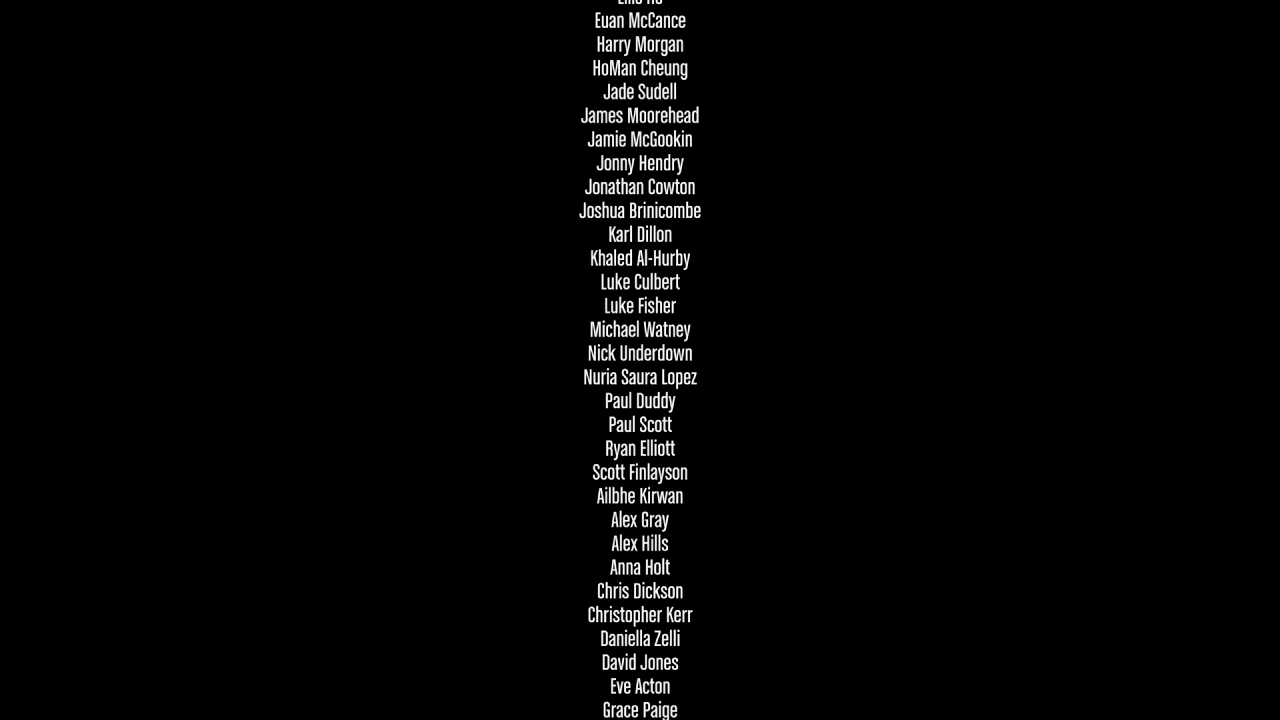 Euan McCance
Harry Morgan
HoMan Cheung
Jade Sudell
James Moorehead
Jamie McGookin
Jonny Hendry
Jonathan Cowton
Joshua Brinicombe
Karl Dillon
Khaled Al-Hurby
Luke Culbert
Luke Fisher
Michael Watney
Nick Underdown
Nuria Saura Lopez
Paul Duddy
Paul Scott
Ryan Elliott
Scott Finlayson
Ailbhe Kirwan
Alex Gray
Alex Hills
Anna Holt
Chris Dickson
Christopher Kerr
Daniella Zelli
David Jones
Eve Acton
Grace Paige